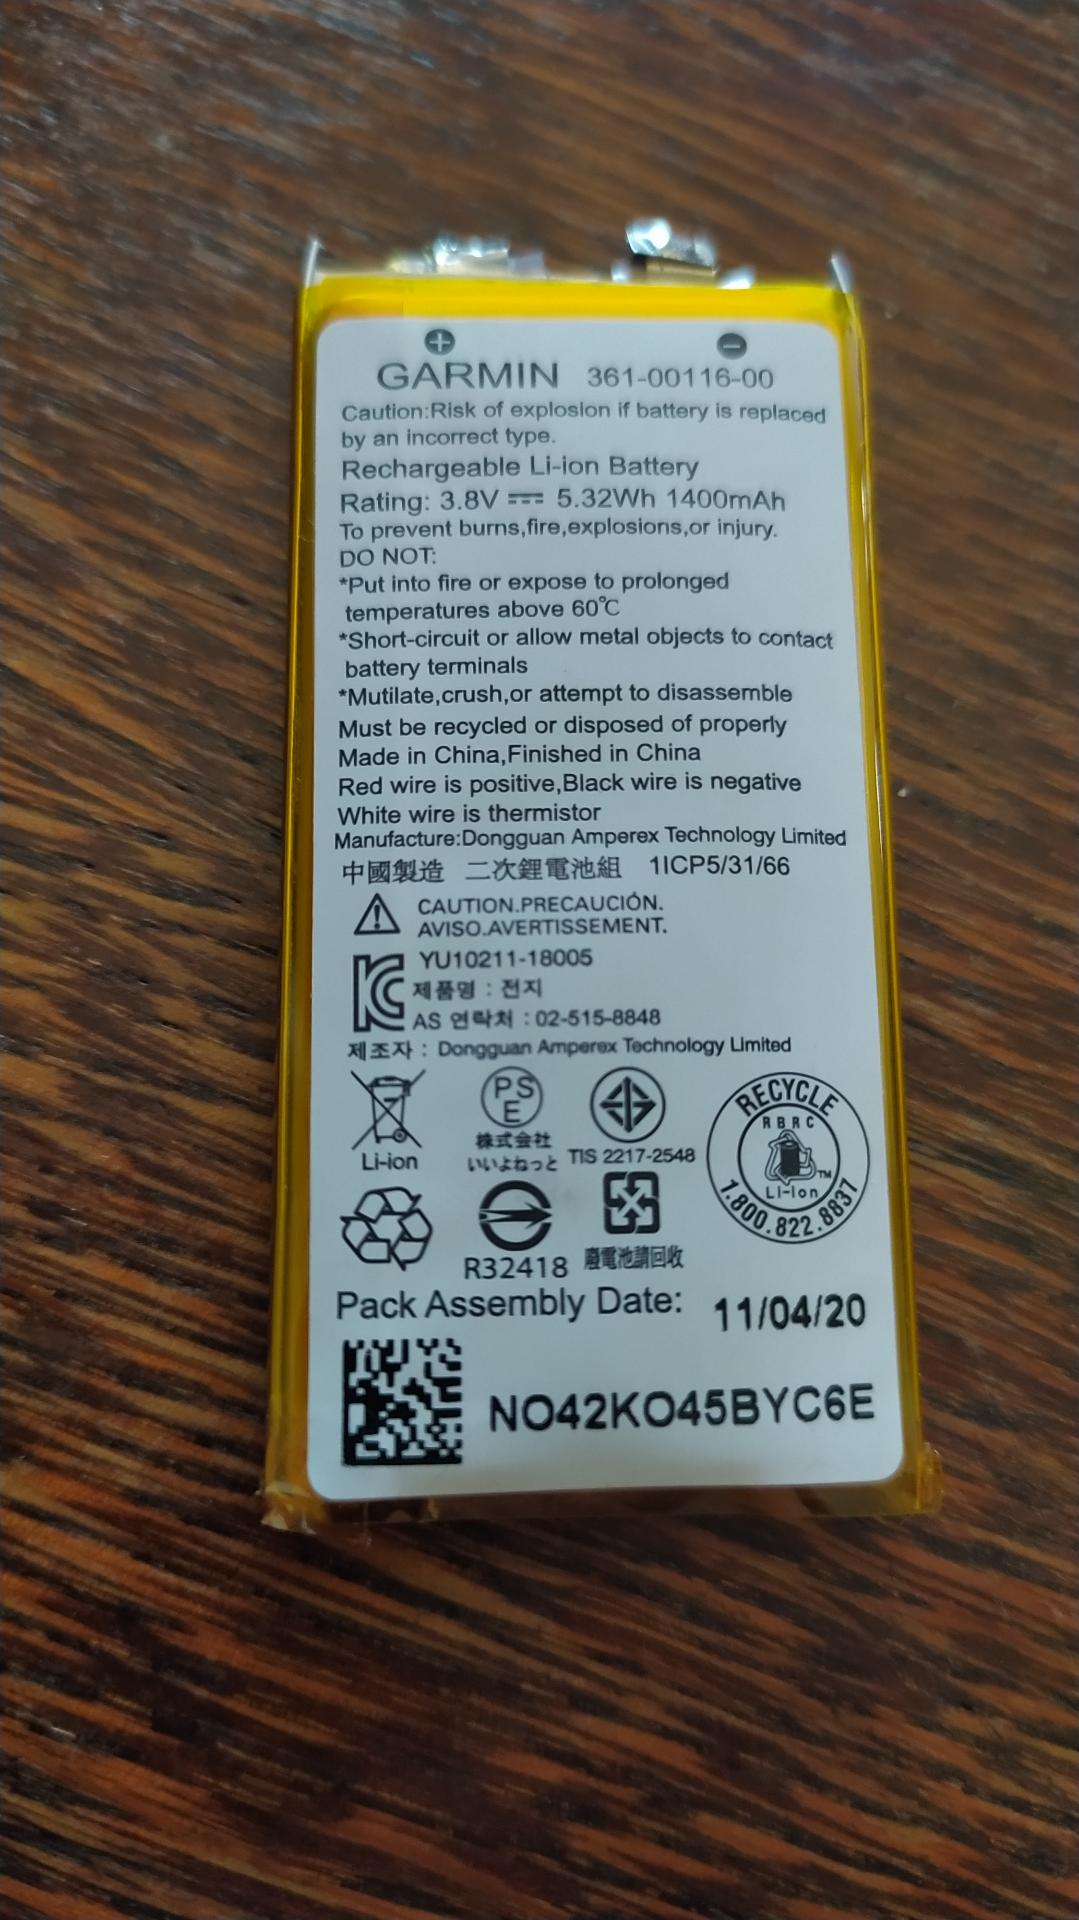 + −
GARMIN 361-00116-00
Caution:Risk of explosion if battery is replaced
by an incorrect type.
Rechargeable Li-ion Battery
Rating: 3.8V ⎓ 5.32Wh 1400mAh
To prevent burns,fire,explosions,or injury.
DO NOT:
*Put into fire or expose to prolonged
temperatures above 60℃
*Short-circuit or allow metal objects to contact
battery terminals
*Mutilate,crush,or attempt to disassemble
Must be recycled or disposed of properly
Made in China,Finished in China
Red wire is positive,Black wire is negative
White wire is thermistor
Manufacture:Dongguan Amperex Technology Limited
中國製造 二次鋰電池組 1ICP5/31/66
CAUTION.PRECAUCIÓN.
AVISO.AVERTISSEMENT.
YU10211-18005
제품명 : 전지
AS 연락처 : 02-515-8848
제조자 : Dongguan Amperex Technology Limited
Li-ion
PS
E
株式会社
いいよねっと
TIS 2217-2548
RECYCLE
RBRC
Li-Ion
TM
1.800.822.8837
R32418
廢電池請回收
Pack Assembly Date: 11/04/20
NO42KO45BYC6E